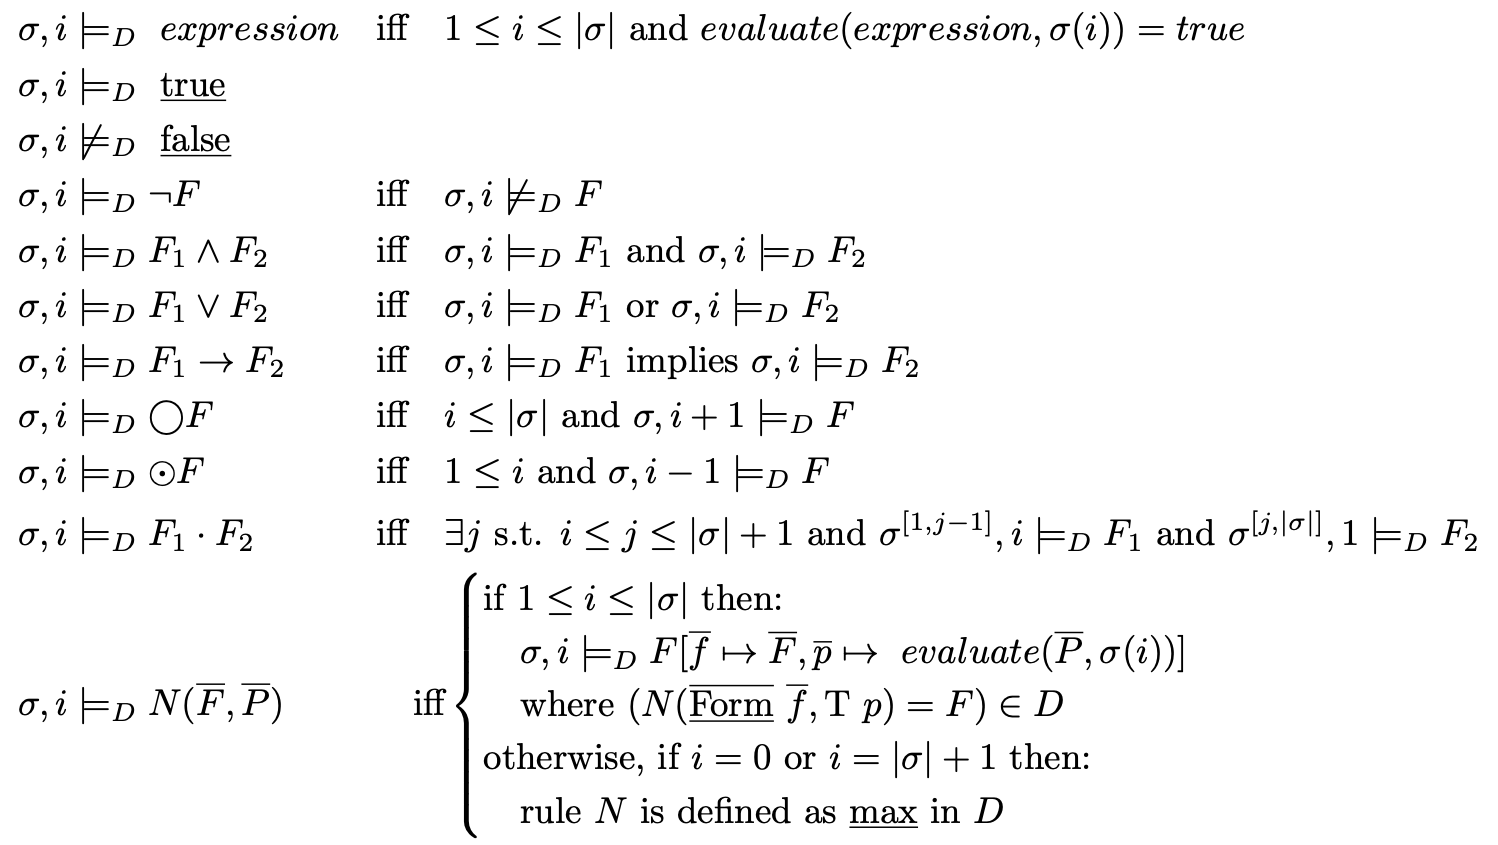 σ, i ⊨_D expression iff 1 ≤ i ≤ |σ| and evaluate(expression, σ(i)) = true
σ, i ⊨_D true
σ, i ⊭_D false
σ, i ⊨_D ¬F iff σ, i ⊭_D F
σ, i ⊨_D F₁ ∧ F₂ iff σ, i ⊨_D F₁ and σ, i ⊨_D F₂
σ, i ⊨_D F₁ ∨ F₂ iff σ, i ⊨_D F₁ or σ, i ⊨_D F₂
σ, i ⊨_D F₁ → F₂ iff σ, i ⊨_D F₁ implies σ, i ⊨_D F₂
σ, i ⊨_D ◯F iff i ≤ |σ| and σ, i + 1 ⊨_D F
σ, i ⊨_D ⊙F iff 1 ≤ i and σ, i − 1 ⊨_D F
σ, i ⊨_D F₁ · F₂ iff ∃j s.t. i ≤ j ≤ |σ| + 1 and σ^[1,j−1], i ⊨_D F₁ and σ^[j,|σ|], 1 ⊨_D F₂
σ, i ⊨_D N(F̅, P̅) iff {
if 1 ≤ i ≤ |σ| then:
σ, i ⊨_D F[f̅ ↦ F̅, p̅ ↦ evaluate(P̅, σ(i))]
where (N(F̅o̅r̅m̅ f̅, T p) = F) ∈ D
otherwise, if i = 0 or i = |σ| + 1 then:
rule N is defined as max in D